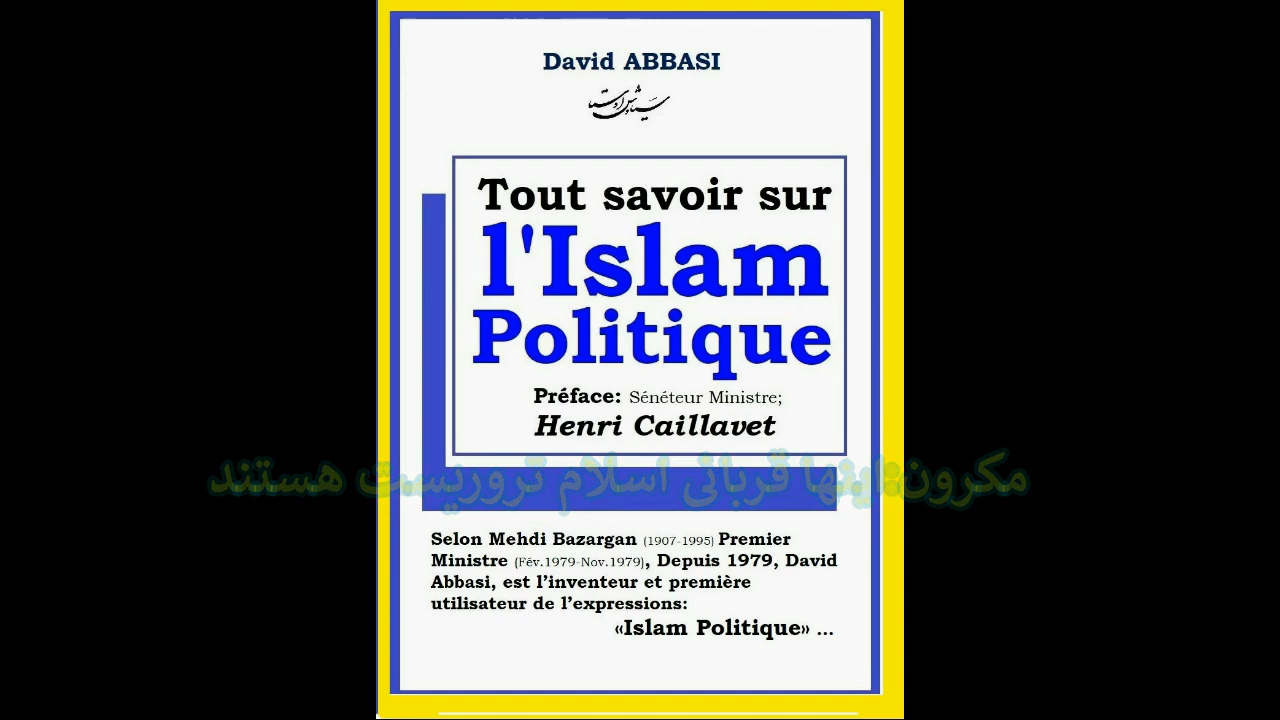 David ABBASI
سیاوش اوستا
Tout savoir sur
l'Islam
Politique
Préface: Sénéteur Ministre;
Henri Caillavet
مکرون:اینها قربانی اسلام تروریست هستند
Selon Mehdi Bazargan (1907-1995) Premier
Ministre (Fév.1979-Nov.1979), Depuis 1979, David
Abbasi, est l’inventeur et première
utilisateur de l’expressions:
«Islam Politique» ...